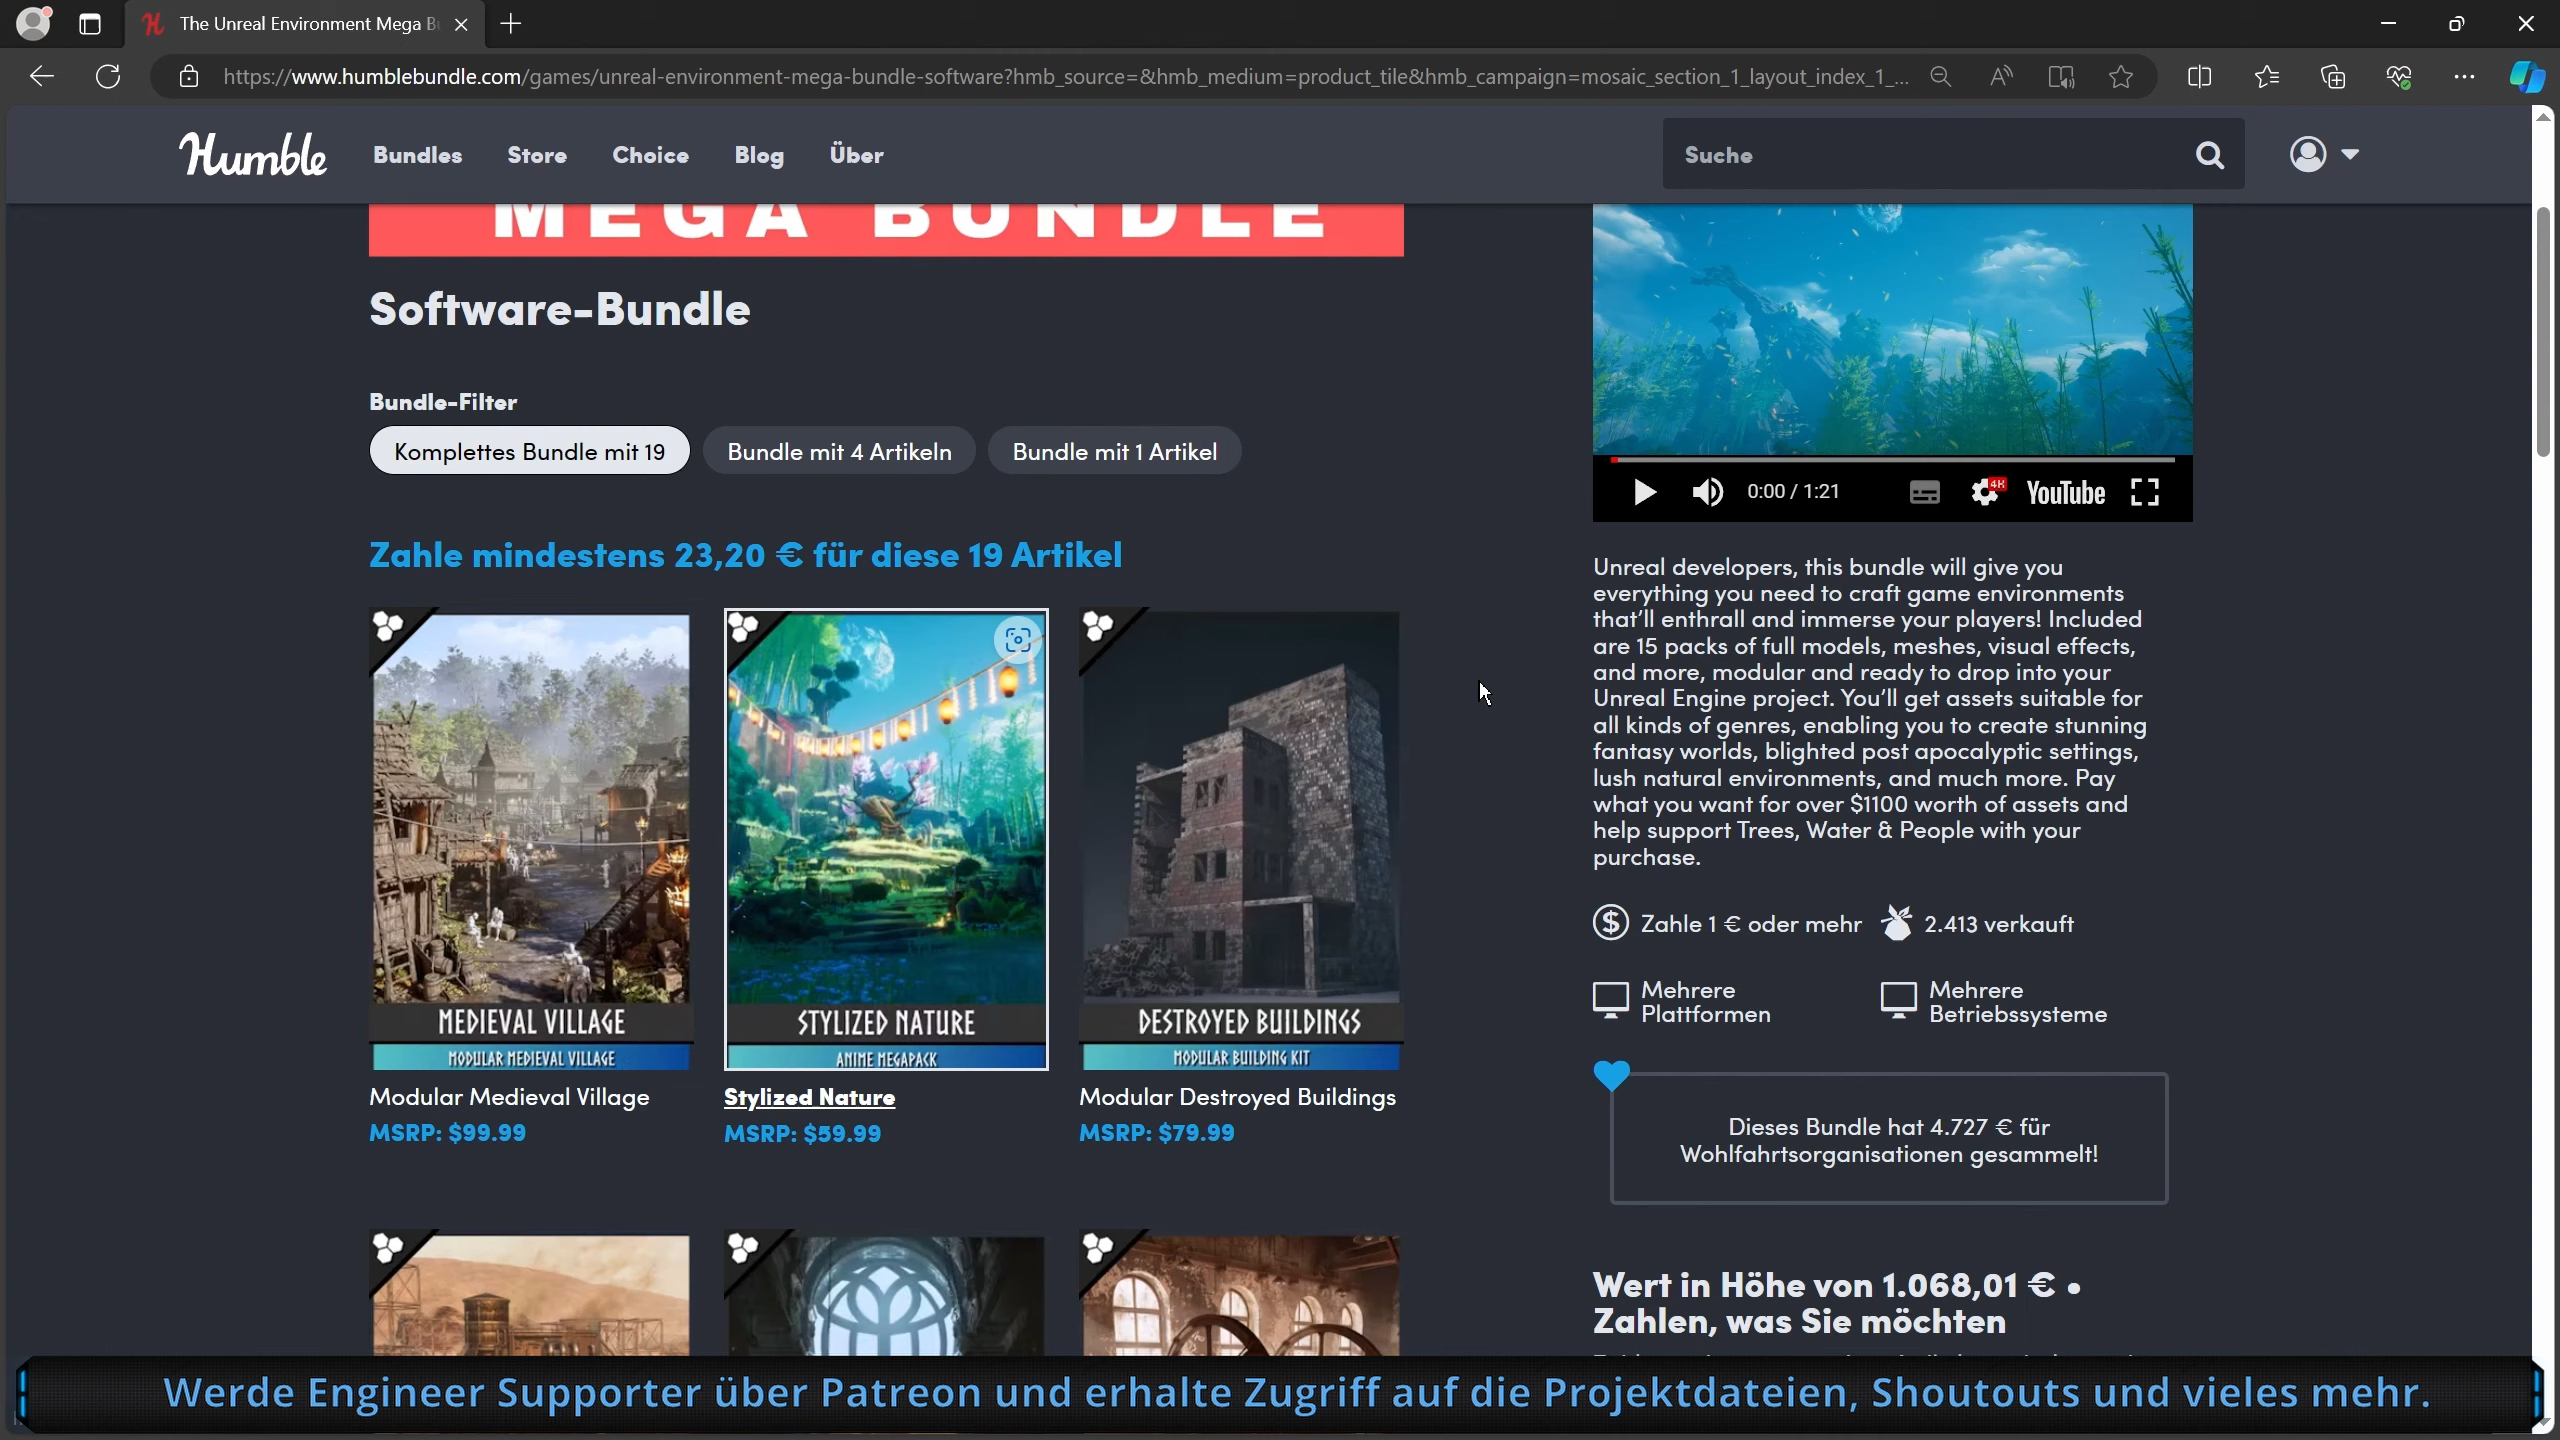 The Unreal Environment Mega B
https://www.humblebundle.com/games/unreal-environment-mega-bundle-software?hmb_source=&hmb_medium=product_tile&hmb_campaign=mosaic_section_1_layout_index_1_...
Humble
Bundles
Store
Choice
Blog
Über
Suche
MEGA BUNDLE
Software-Bundle
Bundle-Filter
Komplettes Bundle mit 19
Bundle mit 4 Artikeln
Bundle mit 1 Artikel
Zahle mindestens 23,20 € für diese 19 Artikel
MEDIEVAL VILLAGE
MODULAR MEDIEVAL VILLAGE
Modular Medieval Village
MSRP: $99.99
STYLIZED NATURE
ANIME MEGAPACK
Stylized Nature
MSRP: $59.99
DESTROYED BUILDINGS
MODULAR BUILDING KIT
Modular Destroyed Buildings
MSRP: $79.99
0:00 / 1:21
4K
YouTube
Unreal developers, this bundle will give you
everything you need to craft game environments
that'll enthrall and immerse your players! Included
are 15 packs of full models, meshes, visual effects,
and more, modular and ready to drop into your
Unreal Engine project. You'll get assets suitable for
all kinds of genres, enabling you to create stunning
fantasy worlds, blighted post apocalyptic settings,
lush natural environments, and much more. Pay
what you want for over $1100 worth of assets and
help support Trees, Water & People with your
purchase.
Zahle 1 € oder mehr
2.413 verkauft
Mehrere
Plattformen
Mehrere
Betriebssysteme
Dieses Bundle hat 4.727 € für
Wohlfahrtsorganisationen gesammelt!
Wert in Höhe von 1.068,01 € •
Zahlen, was Sie möchten
Werde Engineer Supporter über Patreon und erhalte Zugriff auf die Projektdateien, Shoutouts und vieles mehr.